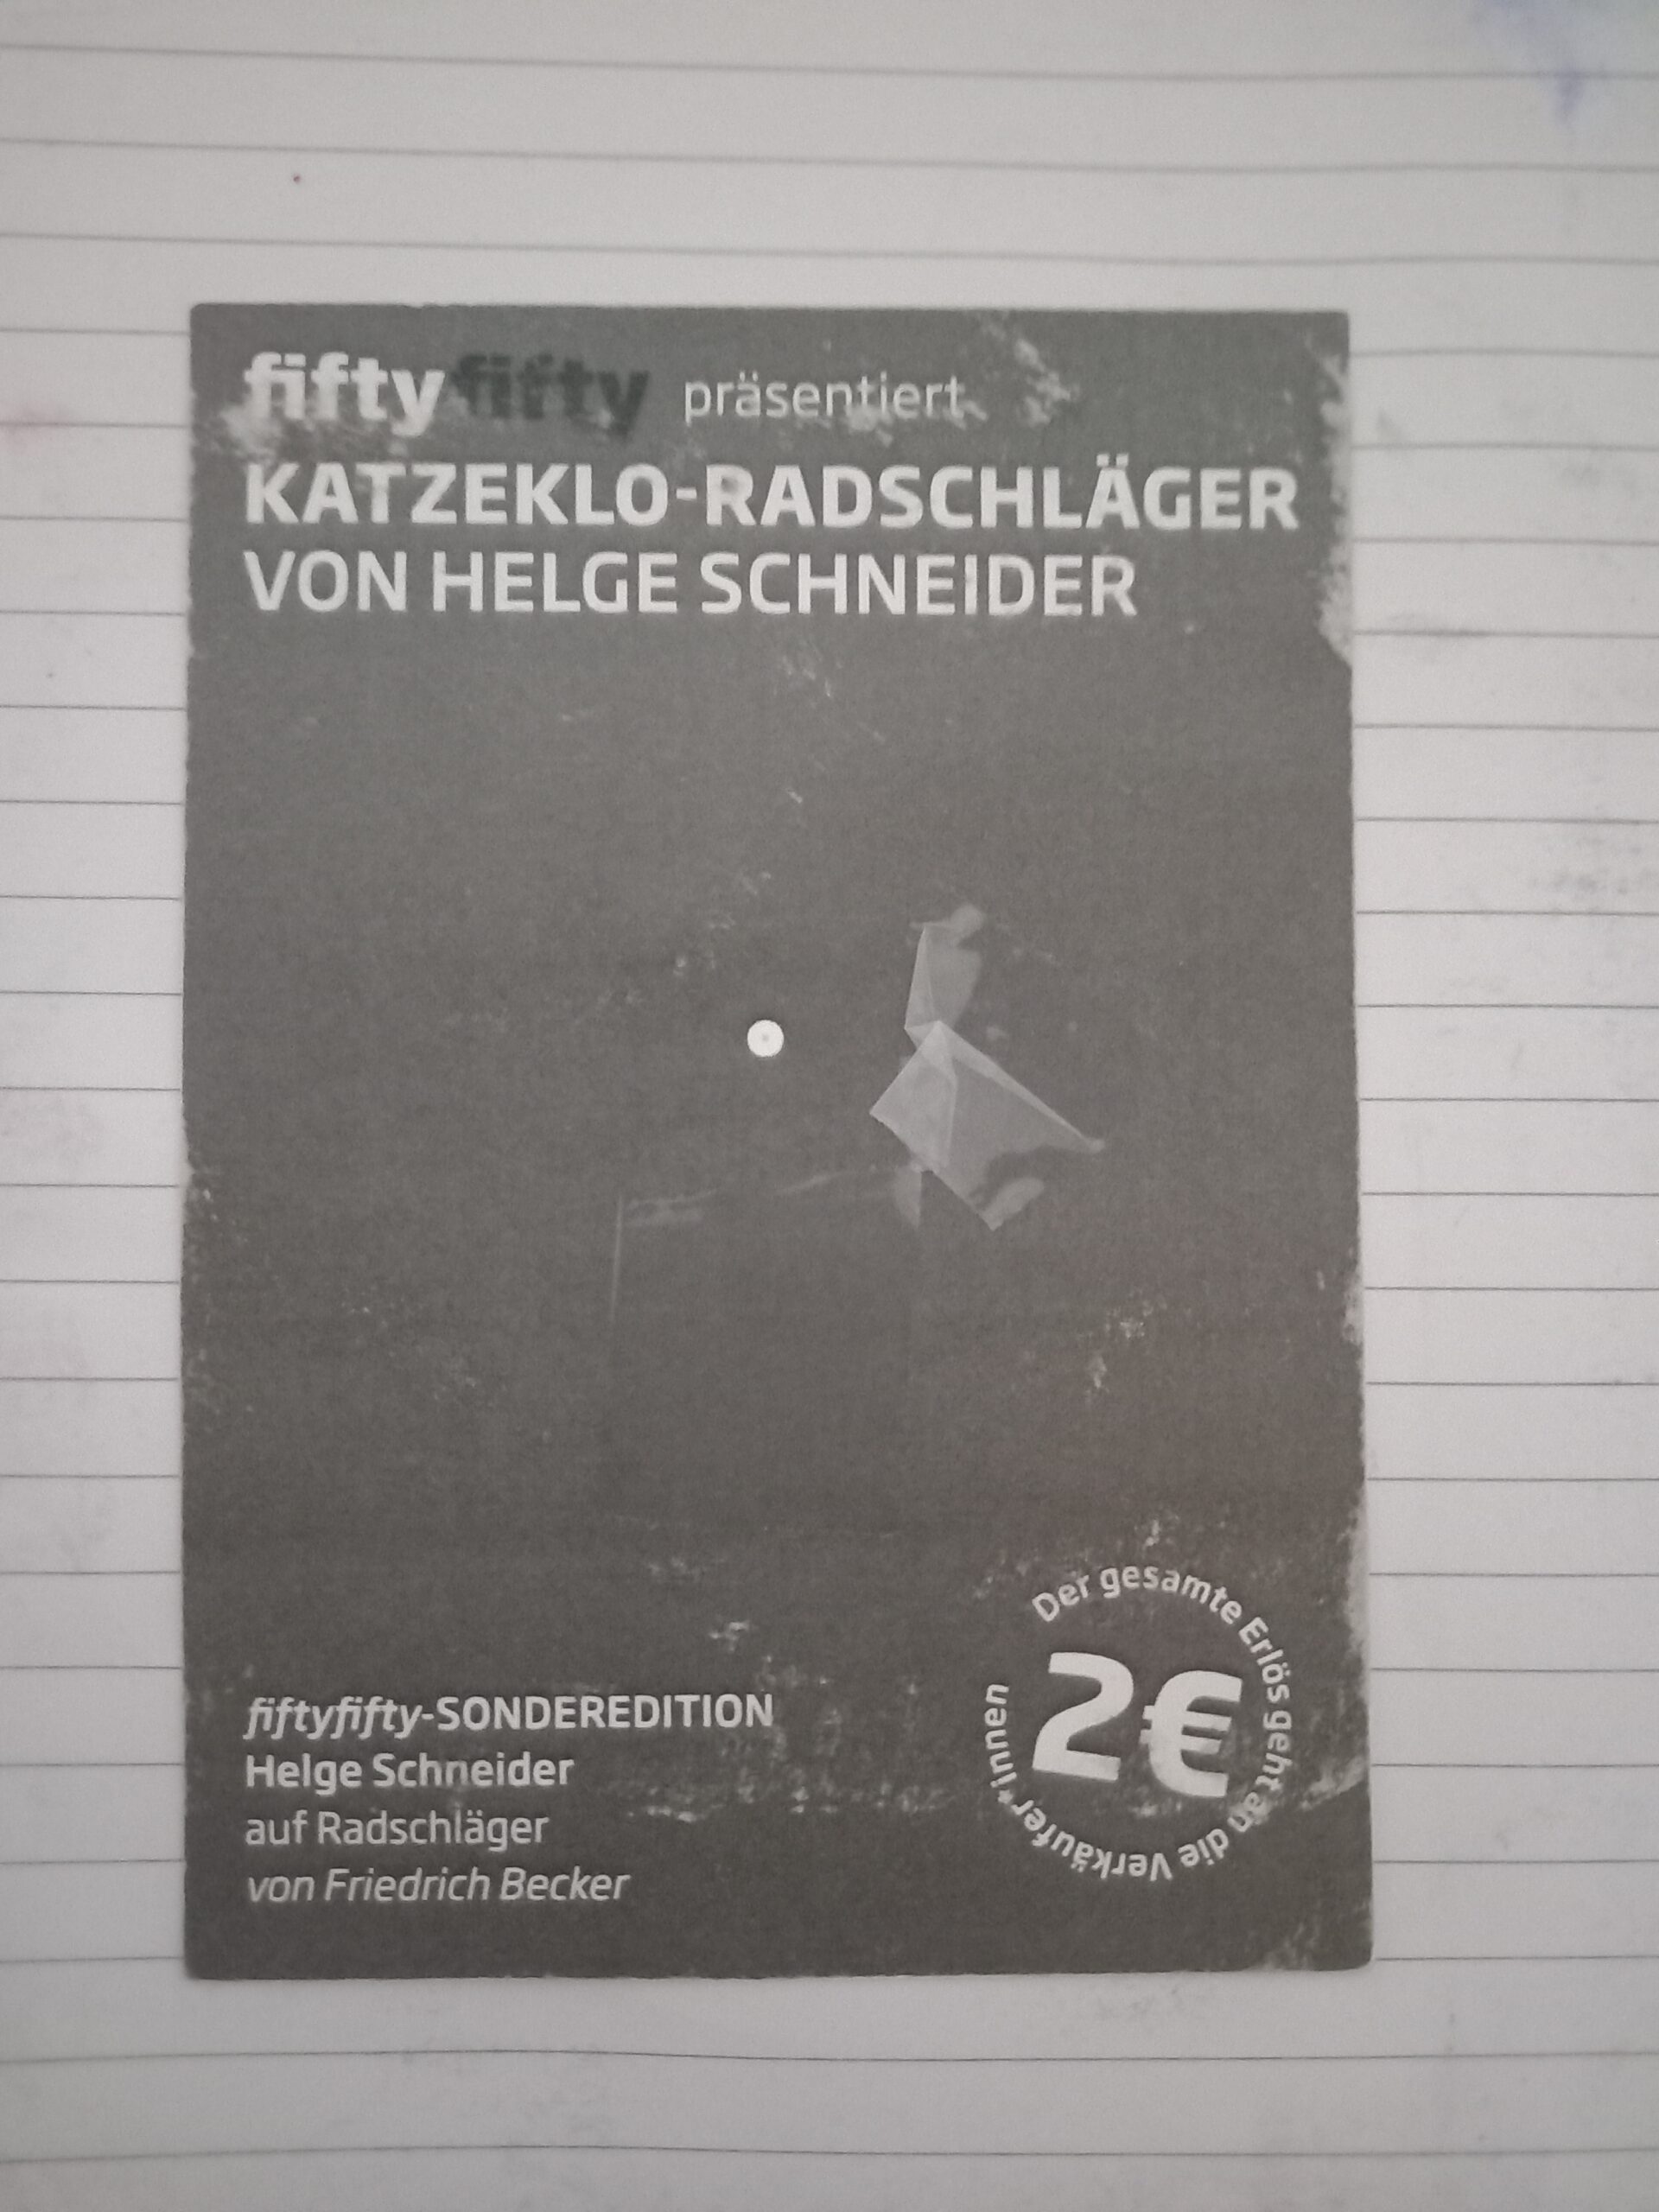 fiftyfifty präsentiert
KATZEKLO-RADSCHLÄGER
VON HELGE SCHNEIDER
fiftyfifty-SONDEREDITION
Helge Schneider
auf Radschläger
von Friedrich Becker
Der gesamte Erlös geht an die Verkäufer*innen
2€